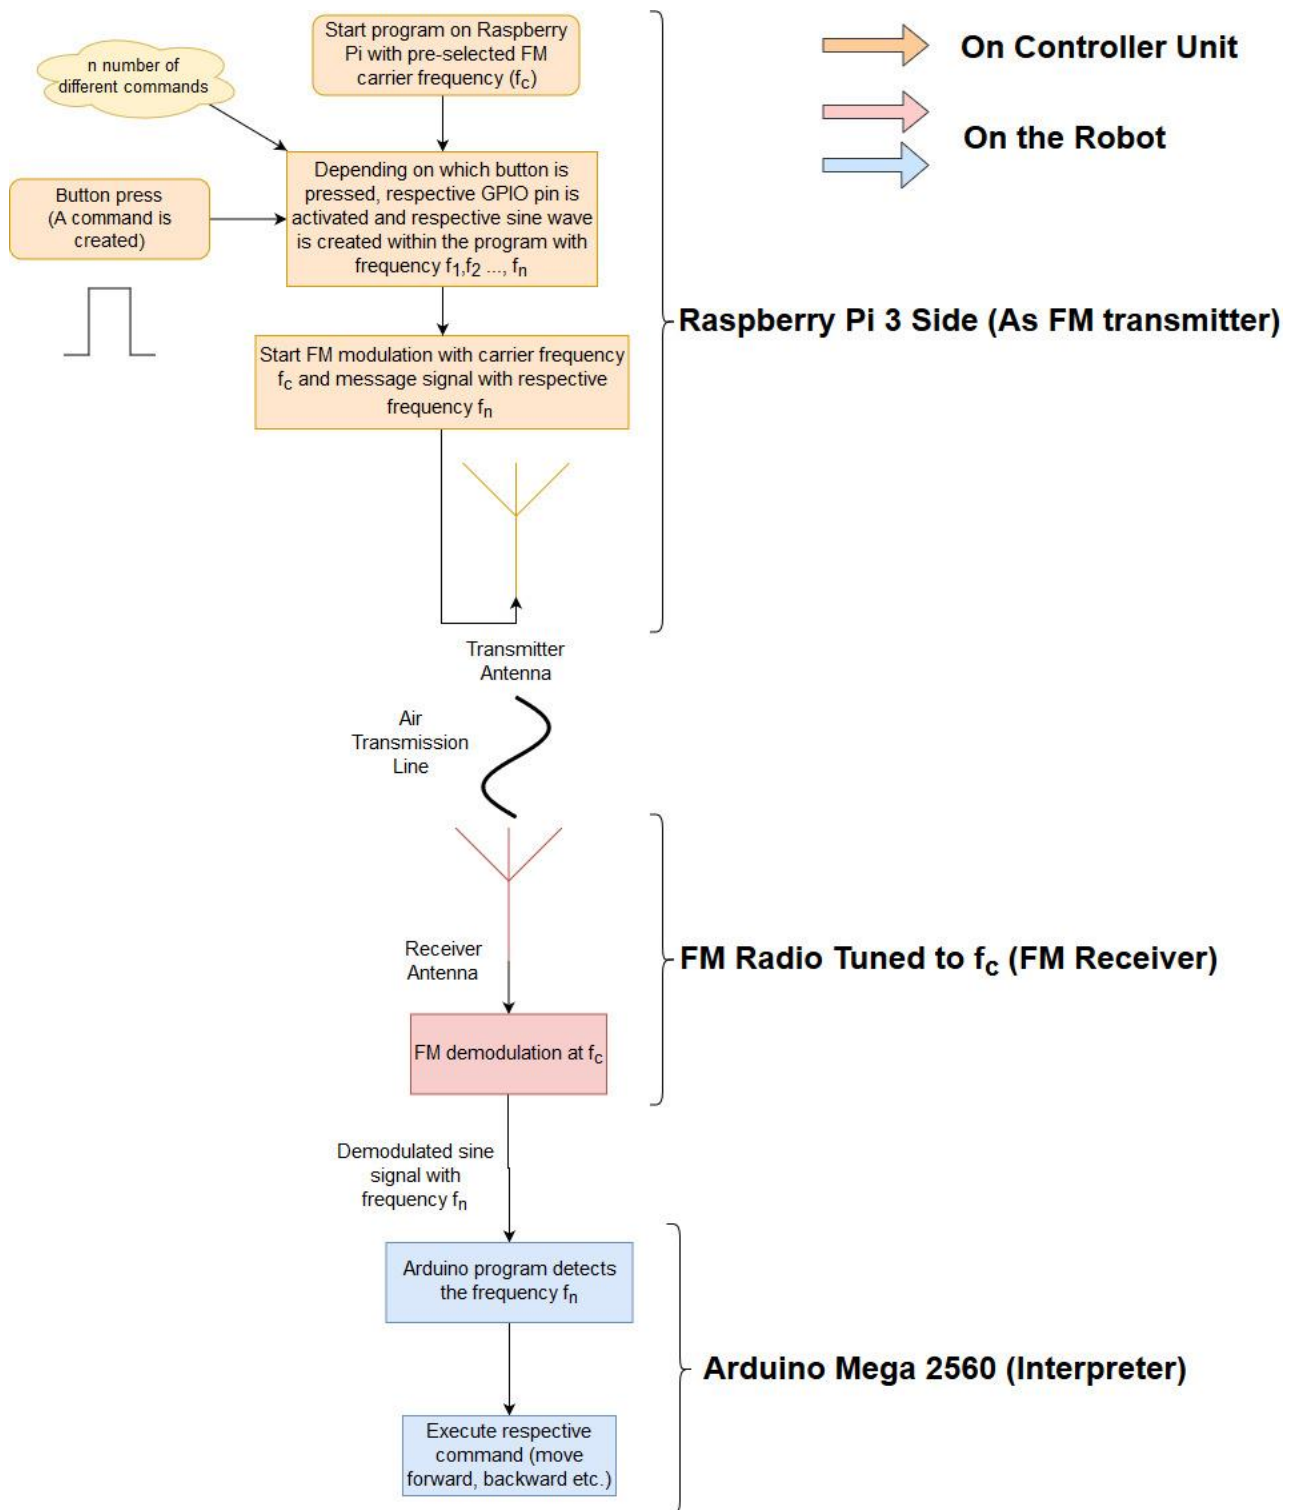 Start program on Raspberry
Pi with pre-selected FM
carrier frequency (fc)
n number of
different commands
On Controller Unit
On the Robot
Depending on which button is
pressed, respective GPIO pin is
activated and respective sine wave
is created within the program with
frequency f1,f2 ..., fn
Button press
(A command is
created)
Raspberry Pi 3 Side (As FM transmitter)
Start FM modulation with carrier frequency
fc and message signal with respective
frequency fn
Transmitter
Antenna
Air
Transmission
Line
Receiver
Antenna
FM Radio Tuned to fc (FM Receiver)
FM demodulation at fc
Demodulated sine
signal with
frequency fn
Arduino program detects
the frequency fn
Arduino Mega 2560 (Interpreter)
Execute respective
command (move
forward, backward etc.)